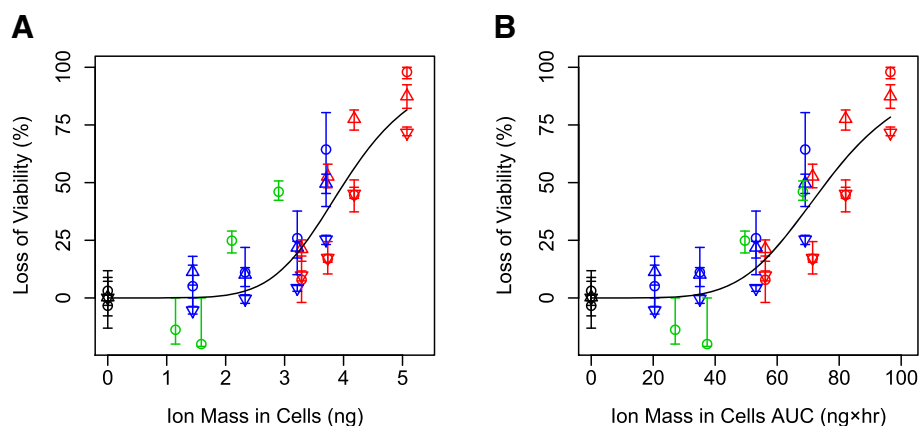 A
Loss of Viability (%)
100
75
50
25
0
0 1 2 3 4 5
Ion Mass in Cells (ng)
B
Loss of Viability (%)
100
75
50
25
0
0 20 40 60 80 100
Ion Mass in Cells AUC (ng×hr)